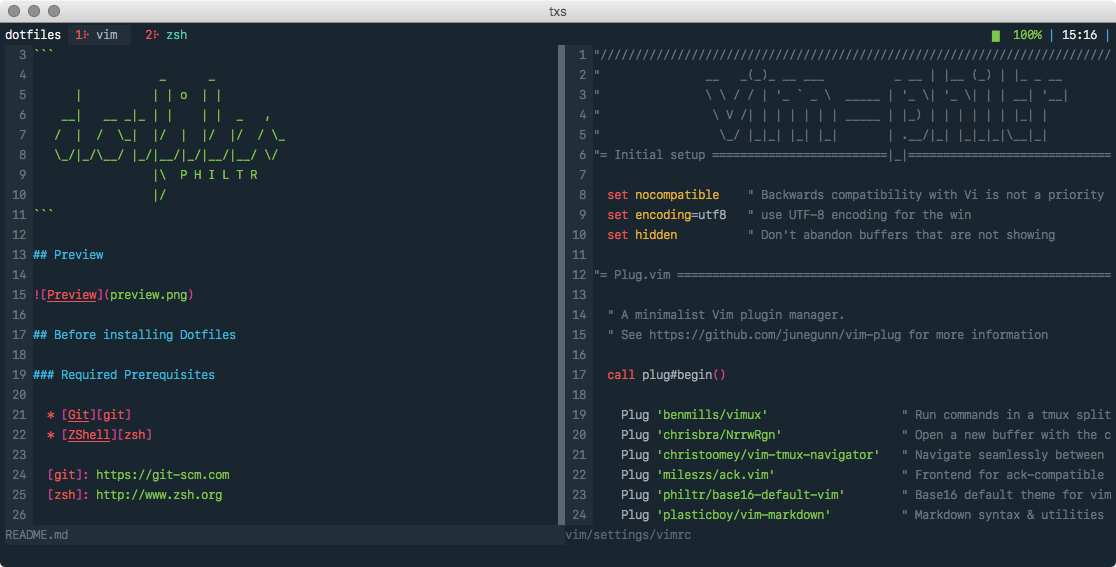 txs
dotfiles 1 vim 2 zsh 100% | 15:16 |
3 ```
4                   _      _
5       |          | | o  | |
6     __|   __ _|_ | |    | |  _   ,
7    /  |  /  \_|  |/  |  |/  |/  / \_
8    \_/|_/\__/ |_/|__/|_/|__/|__/ \/
9                  |\  P H I L T R
10                 |/
11 ```
12
13 ## Preview
14
15 ![Preview](preview.png)
16
17 ## Before installing Dotfiles
18
19 ### Required Prerequisites
20
21   * [Git][git]
22   * [ZShell][zsh]
23
24   [git]: https://git-scm.com
25   [zsh]: http://www.zsh.org
26
README.md
1 "/////////////////////////////////////////////////////////////////////////
2 "               __   _(_)_ __ ___          _ __ | |__ (_) | |_ _ __
3 "               \ \ / / | '_ ` _ \  _____ | '_ \| '_ \| | | __| '__|
4 "                \ V /| | | | | | | _____ | |_) | | | | | | |_| |
5 "                 \_/ |_|_| |_| |_|       | .__/|_| |_|_|_|\__|_|
6 "= Initial setup =========================|_|=============================
7
8   set nocompatible    " Backwards compatibility with Vi is not a priority
9   set encoding=utf8   " use UTF-8 encoding for the win
10   set hidden          " Don't abandon buffers that are not showing
11
12 "= Plug.vim ==============================================================
13
14   " A minimalist Vim plugin manager.
15   " See https://github.com/junegunn/vim-plug for more information
16
17   call plug#begin()
18
19     Plug 'benmills/vimux'                   " Run commands in a tmux split
20     Plug 'chrisbra/NrrwRgn'                 " Open a new buffer with the c
21     Plug 'christoomey/vim-tmux-navigator'   " Navigate seamlessly between
22     Plug 'mileszs/ack.vim'                  " Frontend for ack-compatible
23     Plug 'philtr/base16-default-vim'        " Base16 default theme for vim
24     Plug 'plasticboy/vim-markdown'          " Markdown syntax & utilities
vim/settings/vimrc